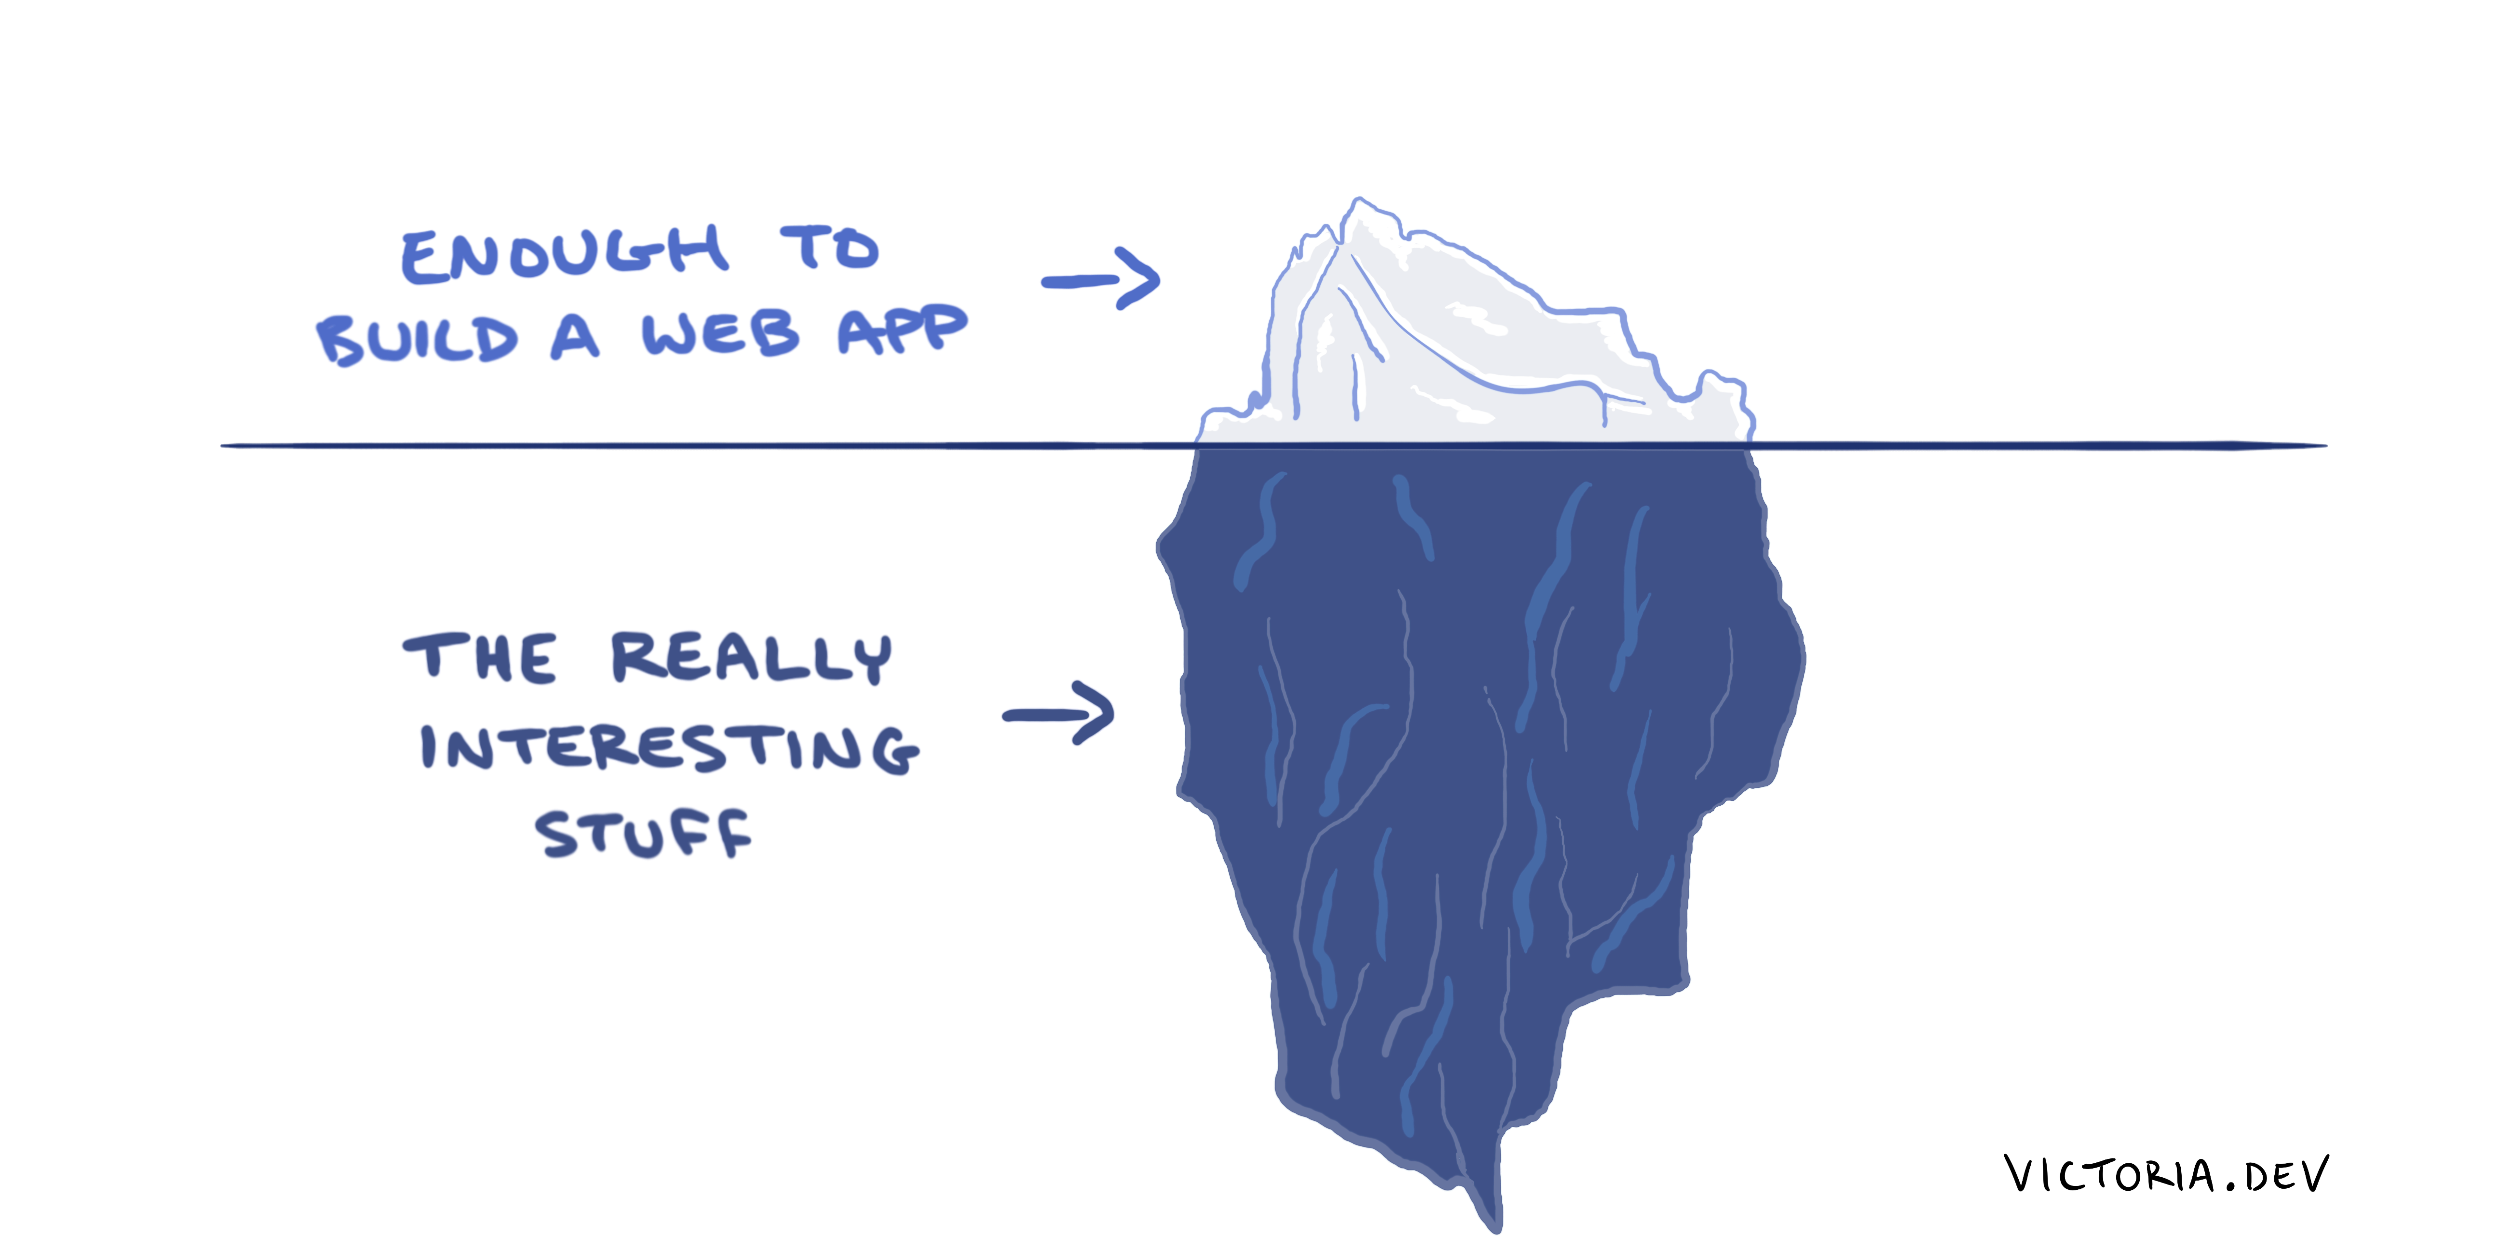 ENOUGH TO
BUILD A WEB APP
THE REALLY
INTERESTING
STUFF
VICTORIA.DEV